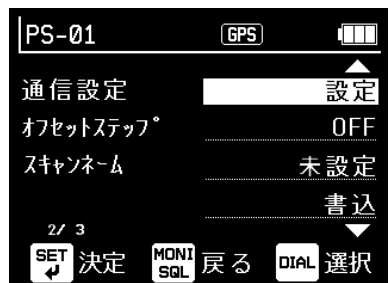 PS-01 GPS
通信設定 設定
ｵﾌｾｯﾄｽﾃｯﾌﾟ OFF
ｽｷｬﾝﾈｰﾑ 未設定
書込
2/ 3
SET 決定 MONI SQL 戻る DIAL 選択